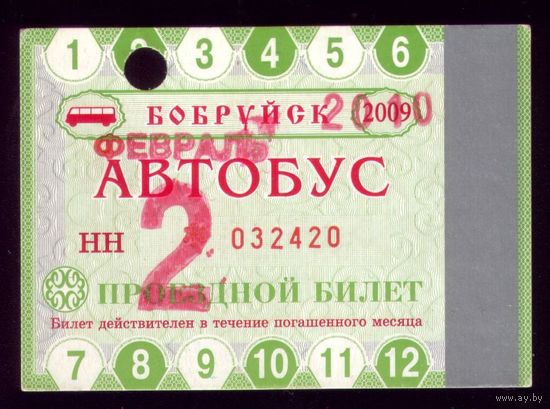 1 2 3 4 5 6
БОБРУЙСК 2009
2010
ФЕВРАЛЬ
АВТОБУС
НН 032420
2
ПРОЕЗДНОЙ БИЛЕТ
Билет действителен в течение погашенного месяца
7 8 9 10 11 12
www.ay.by